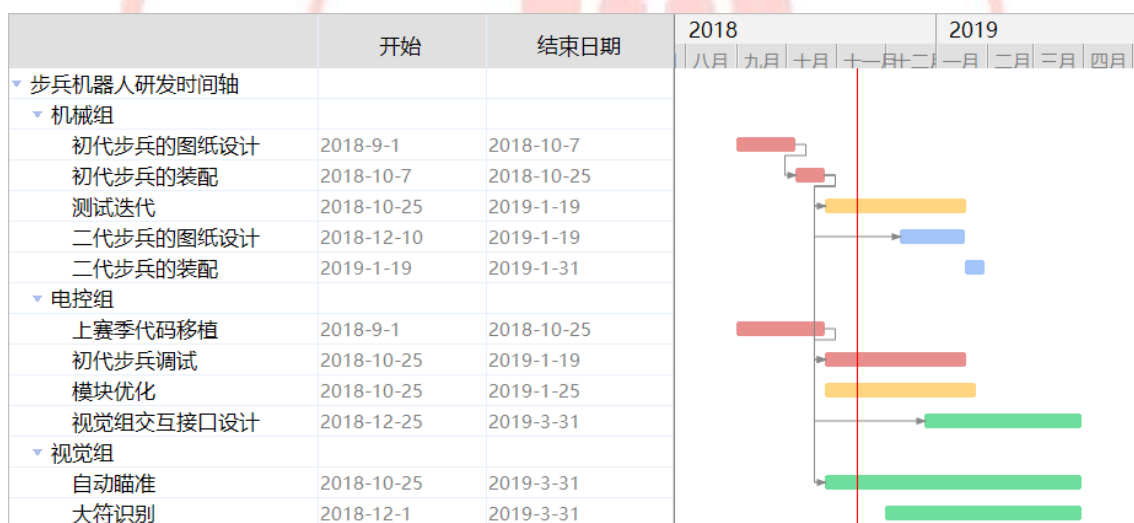 开始 结束日期 2018 2019
八月 九月 十月 十一月 十二月 一月 二月 三月 四月
步兵机器人研发时间轴
机械组
初代步兵的图纸设计 2018-9-1 2018-10-7
初代步兵的装配 2018-10-7 2018-10-25
测试迭代 2018-10-25 2019-1-19
二代步兵的图纸设计 2018-12-10 2019-1-19
二代步兵的装配 2019-1-19 2019-1-31
电控组
上赛季代码移植 2018-9-1 2018-10-25
初代步兵调试 2018-10-25 2019-1-19
模块优化 2018-10-25 2019-1-25
视觉组交互接口设计 2018-12-25 2019-3-31
视觉组
自动瞄准 2018-10-25 2019-3-31
大符识别 2018-12-1 2019-3-31